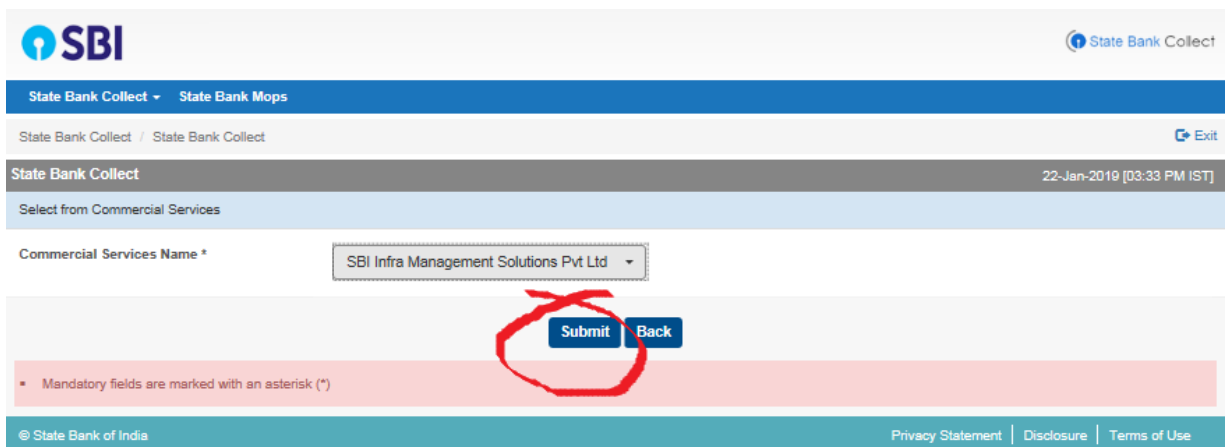 SBI
State Bank Collect
State Bank Collect State Bank Mops
State Bank Collect / State Bank Collect Exit
State Bank Collect 22-Jan-2019 [03:33 PM IST]
Select from Commercial Services
Commercial Services Name * SBI Infra Management Solutions Pvt Ltd
Submit Back
Mandatory fields are marked with an asterisk (*)
© State Bank of India Privacy Statement | Disclosure | Terms of Use